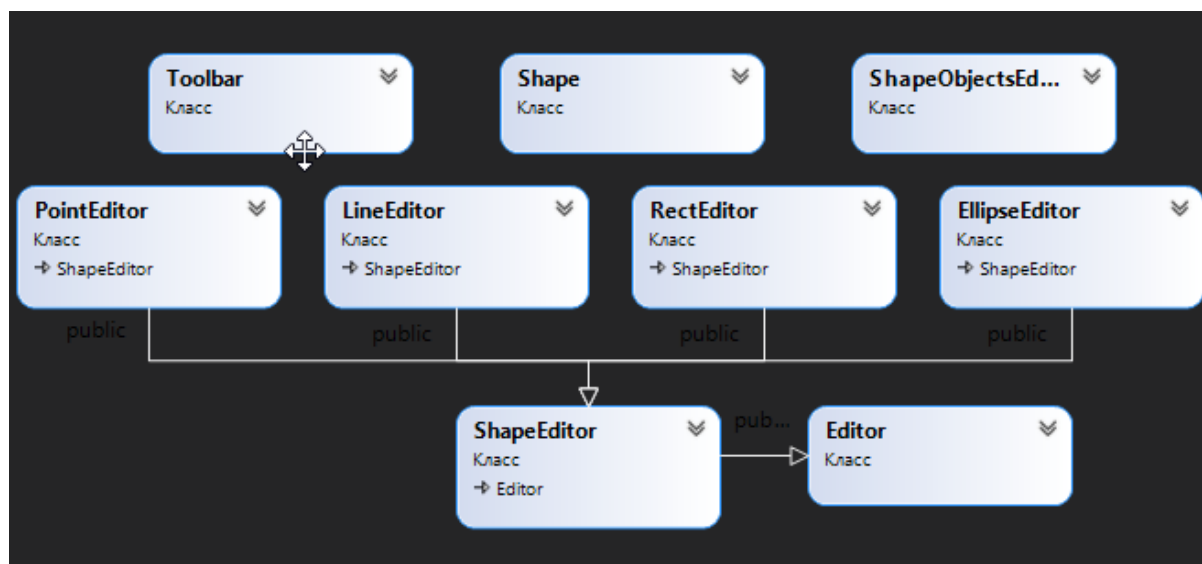 Toolbar
Класс
Shape
Класс
ShapeObjectsEd...
Класс
PointEditor
Класс
ShapeEditor
LineEditor
Класс
ShapeEditor
RectEditor
Класс
ShapeEditor
EllipseEditor
Класс
ShapeEditor
public
public
public
public
ShapeEditor
Класс
Editor
pub...
Editor
Класс